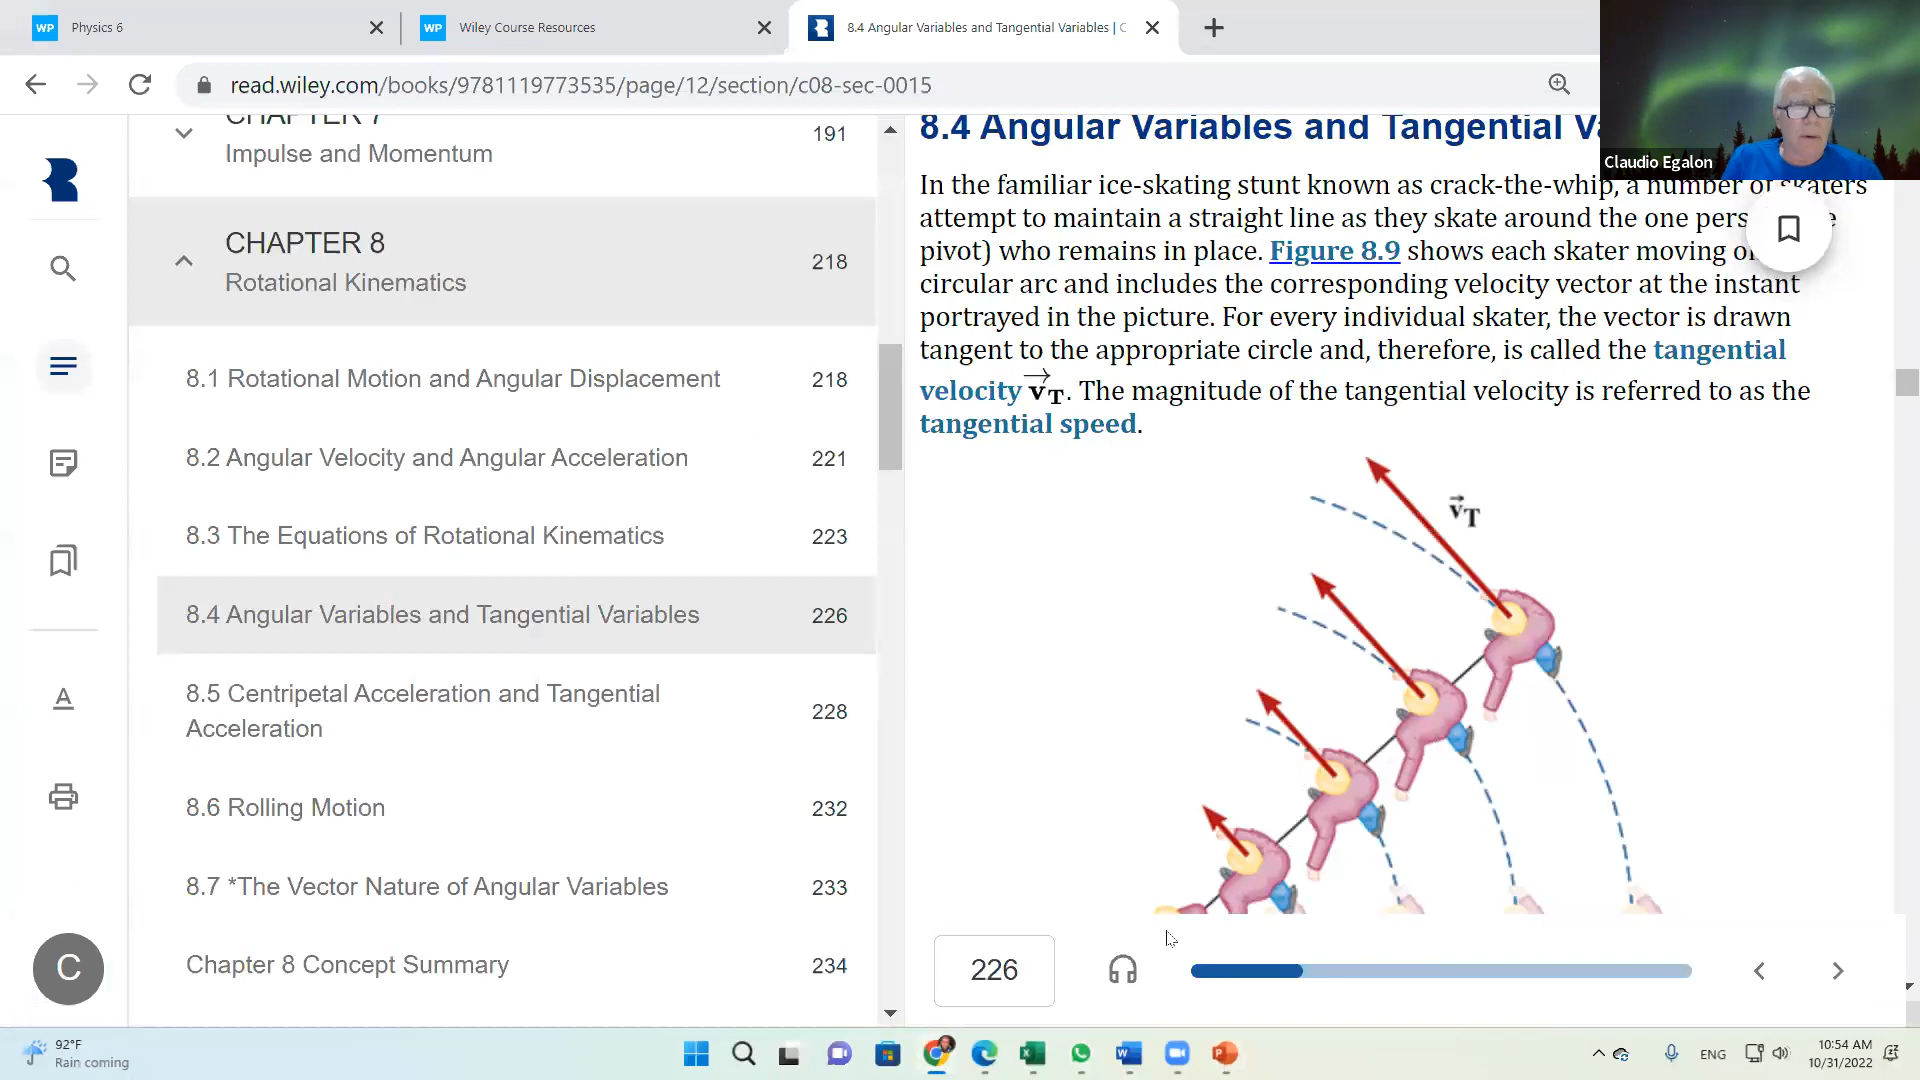 WP Physics 6
WP Wiley Course Resources
8.4 Angular Variables and Tangential Variables | C
read.wiley.com/books/9781119773535/page/12/section/c08-sec-0015
Claudio Egalon
CHAPTER 7
Impulse and Momentum 191
CHAPTER 8
Rotational Kinematics 218
8.1 Rotational Motion and Angular Displacement 218
8.2 Angular Velocity and Angular Acceleration 221
8.3 The Equations of Rotational Kinematics 223
8.4 Angular Variables and Tangential Variables 226
8.5 Centripetal Acceleration and Tangential
Acceleration 228
8.6 Rolling Motion 232
8.7 *The Vector Nature of Angular Variables 233
Chapter 8 Concept Summary 234
A
C
8.4 Angular Variables and Tangential
In the familiar ice-skating stunt known as crack-the-whip, a number of skaters
attempt to maintain a straight line as they skate around the one
pivot) who remains in place. Figure 8.9 shows each skater moving
circular arc and includes the corresponding velocity vector at the instant
portrayed in the picture. For every individual skater, the vector is drawn
tangent to the appropriate circle and, therefore, is called the tangential
velocity v⃗T. The magnitude of the tangential velocity is referred to as the
tangential speed.
v⃗T
226
92°F
Rain coming
ENG
10:54 AM
10/31/2022